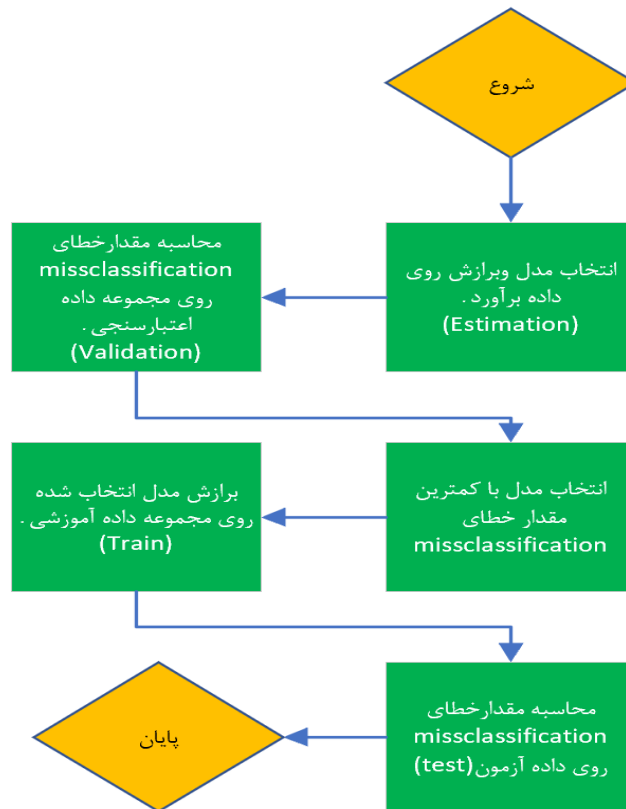 شروع
انتخاب مدل وبرازش روی
داده برآورد.
(Estimation)
محاسبه مقدارخطای
missclassification
روی مجموعه داده
اعتبارسنجی.
(Validation)
انتخاب مدل با کمترین
مقدار خطای
missclassification
برازش مدل انتخاب شده
روی مجموعه داده آموزشی.
(Train)
محاسبه مقدارخطای
missclassification
روی داده آزمون(test)
پایان